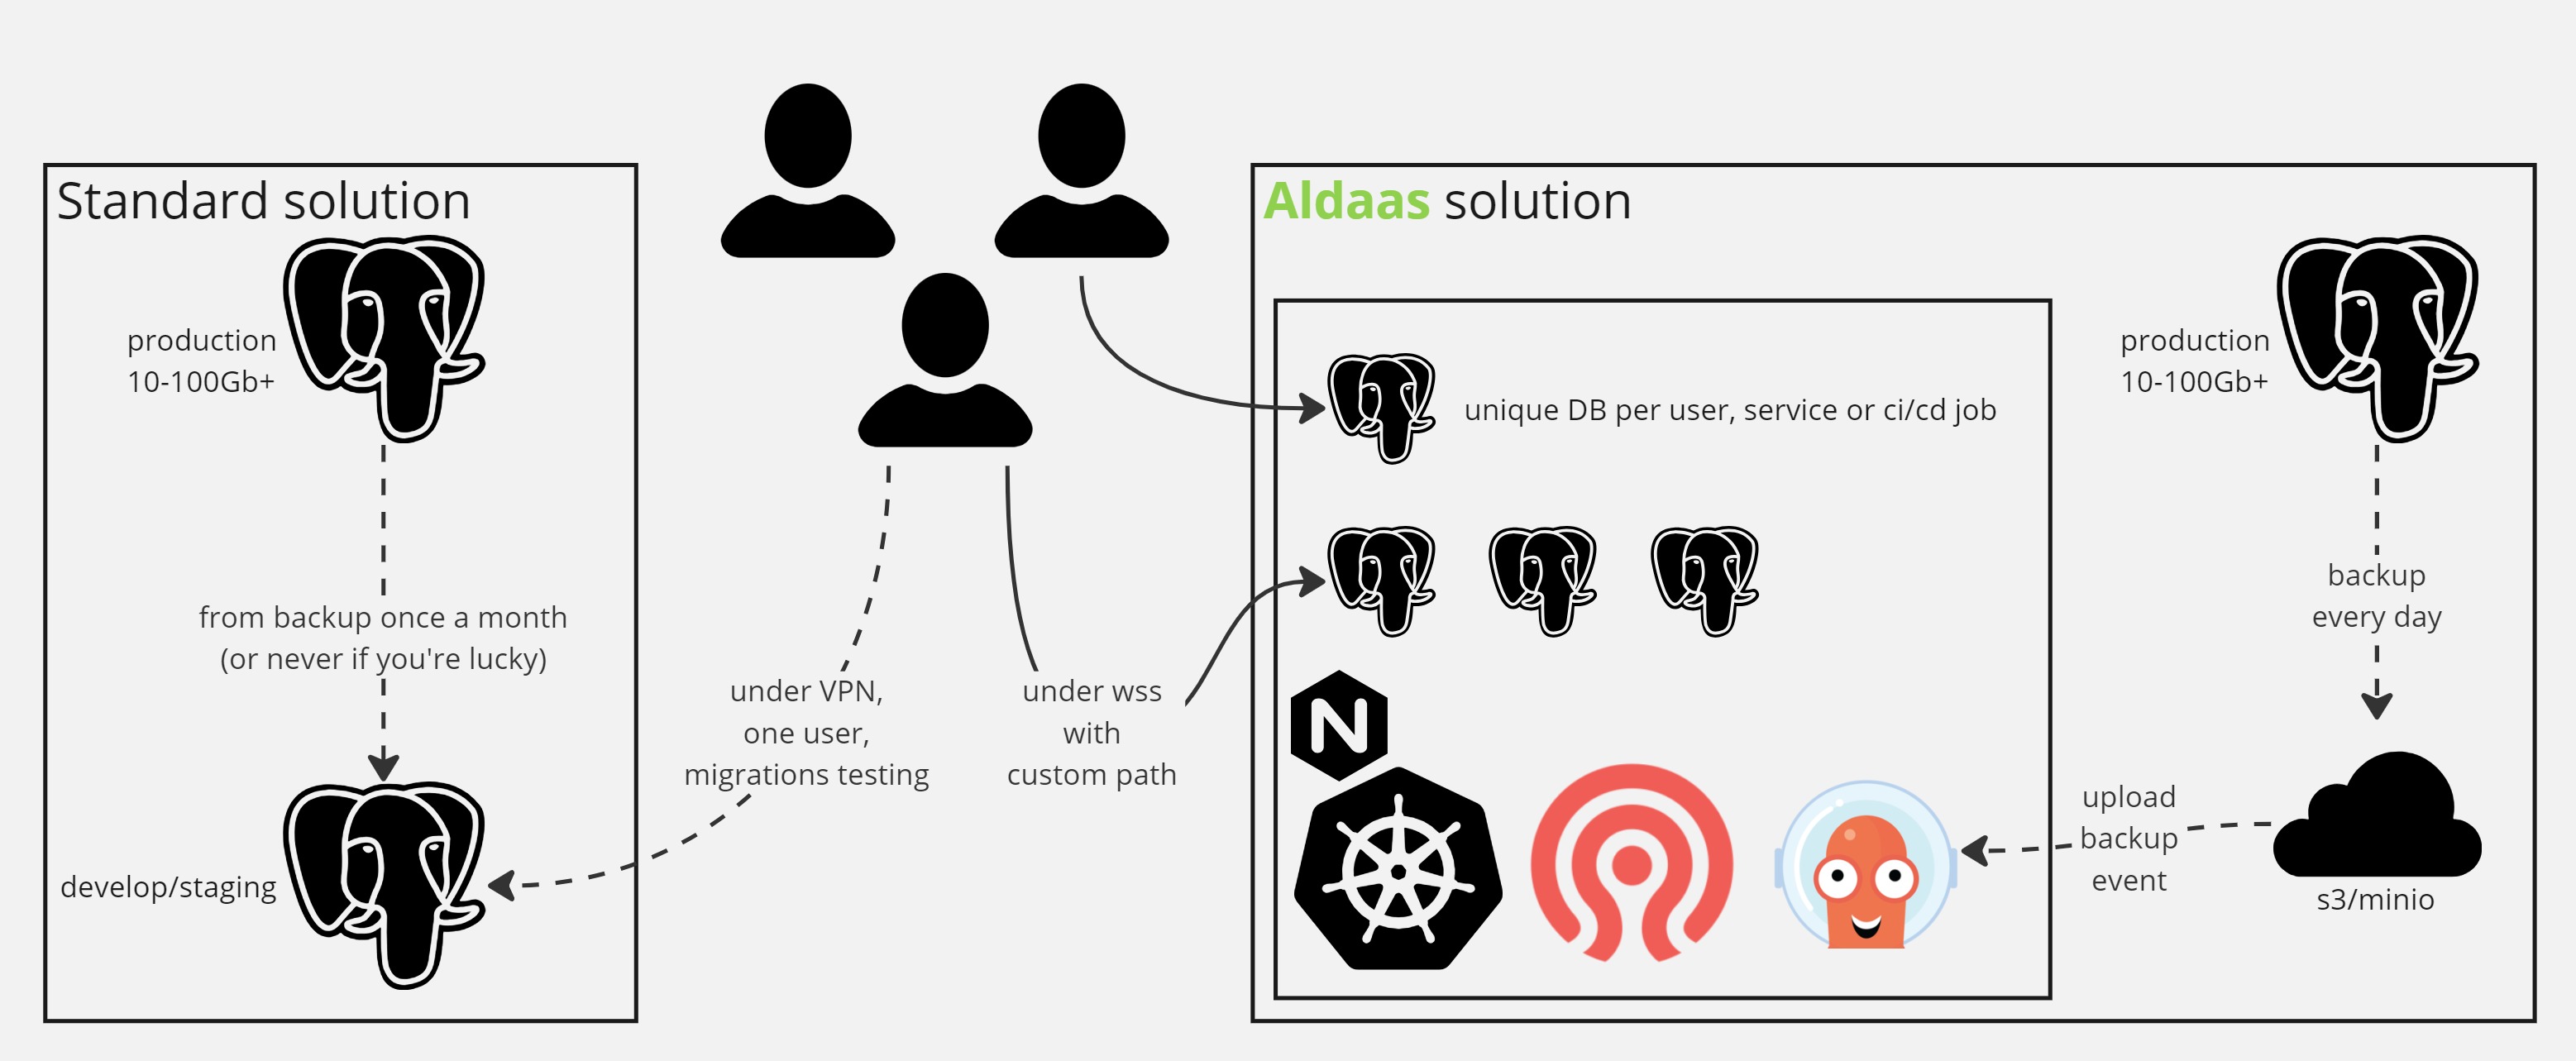 Standard solution
production
10-100Gb+
from backup once a month
(or never if you're lucky)
develop/staging
under VPN,
one user,
migrations testing
under wss
with
custom path
Aldaas solution
unique DB per user, service or ci/cd job
N
production
10-100Gb+
backup
every day
upload
backup
event
s3/minio